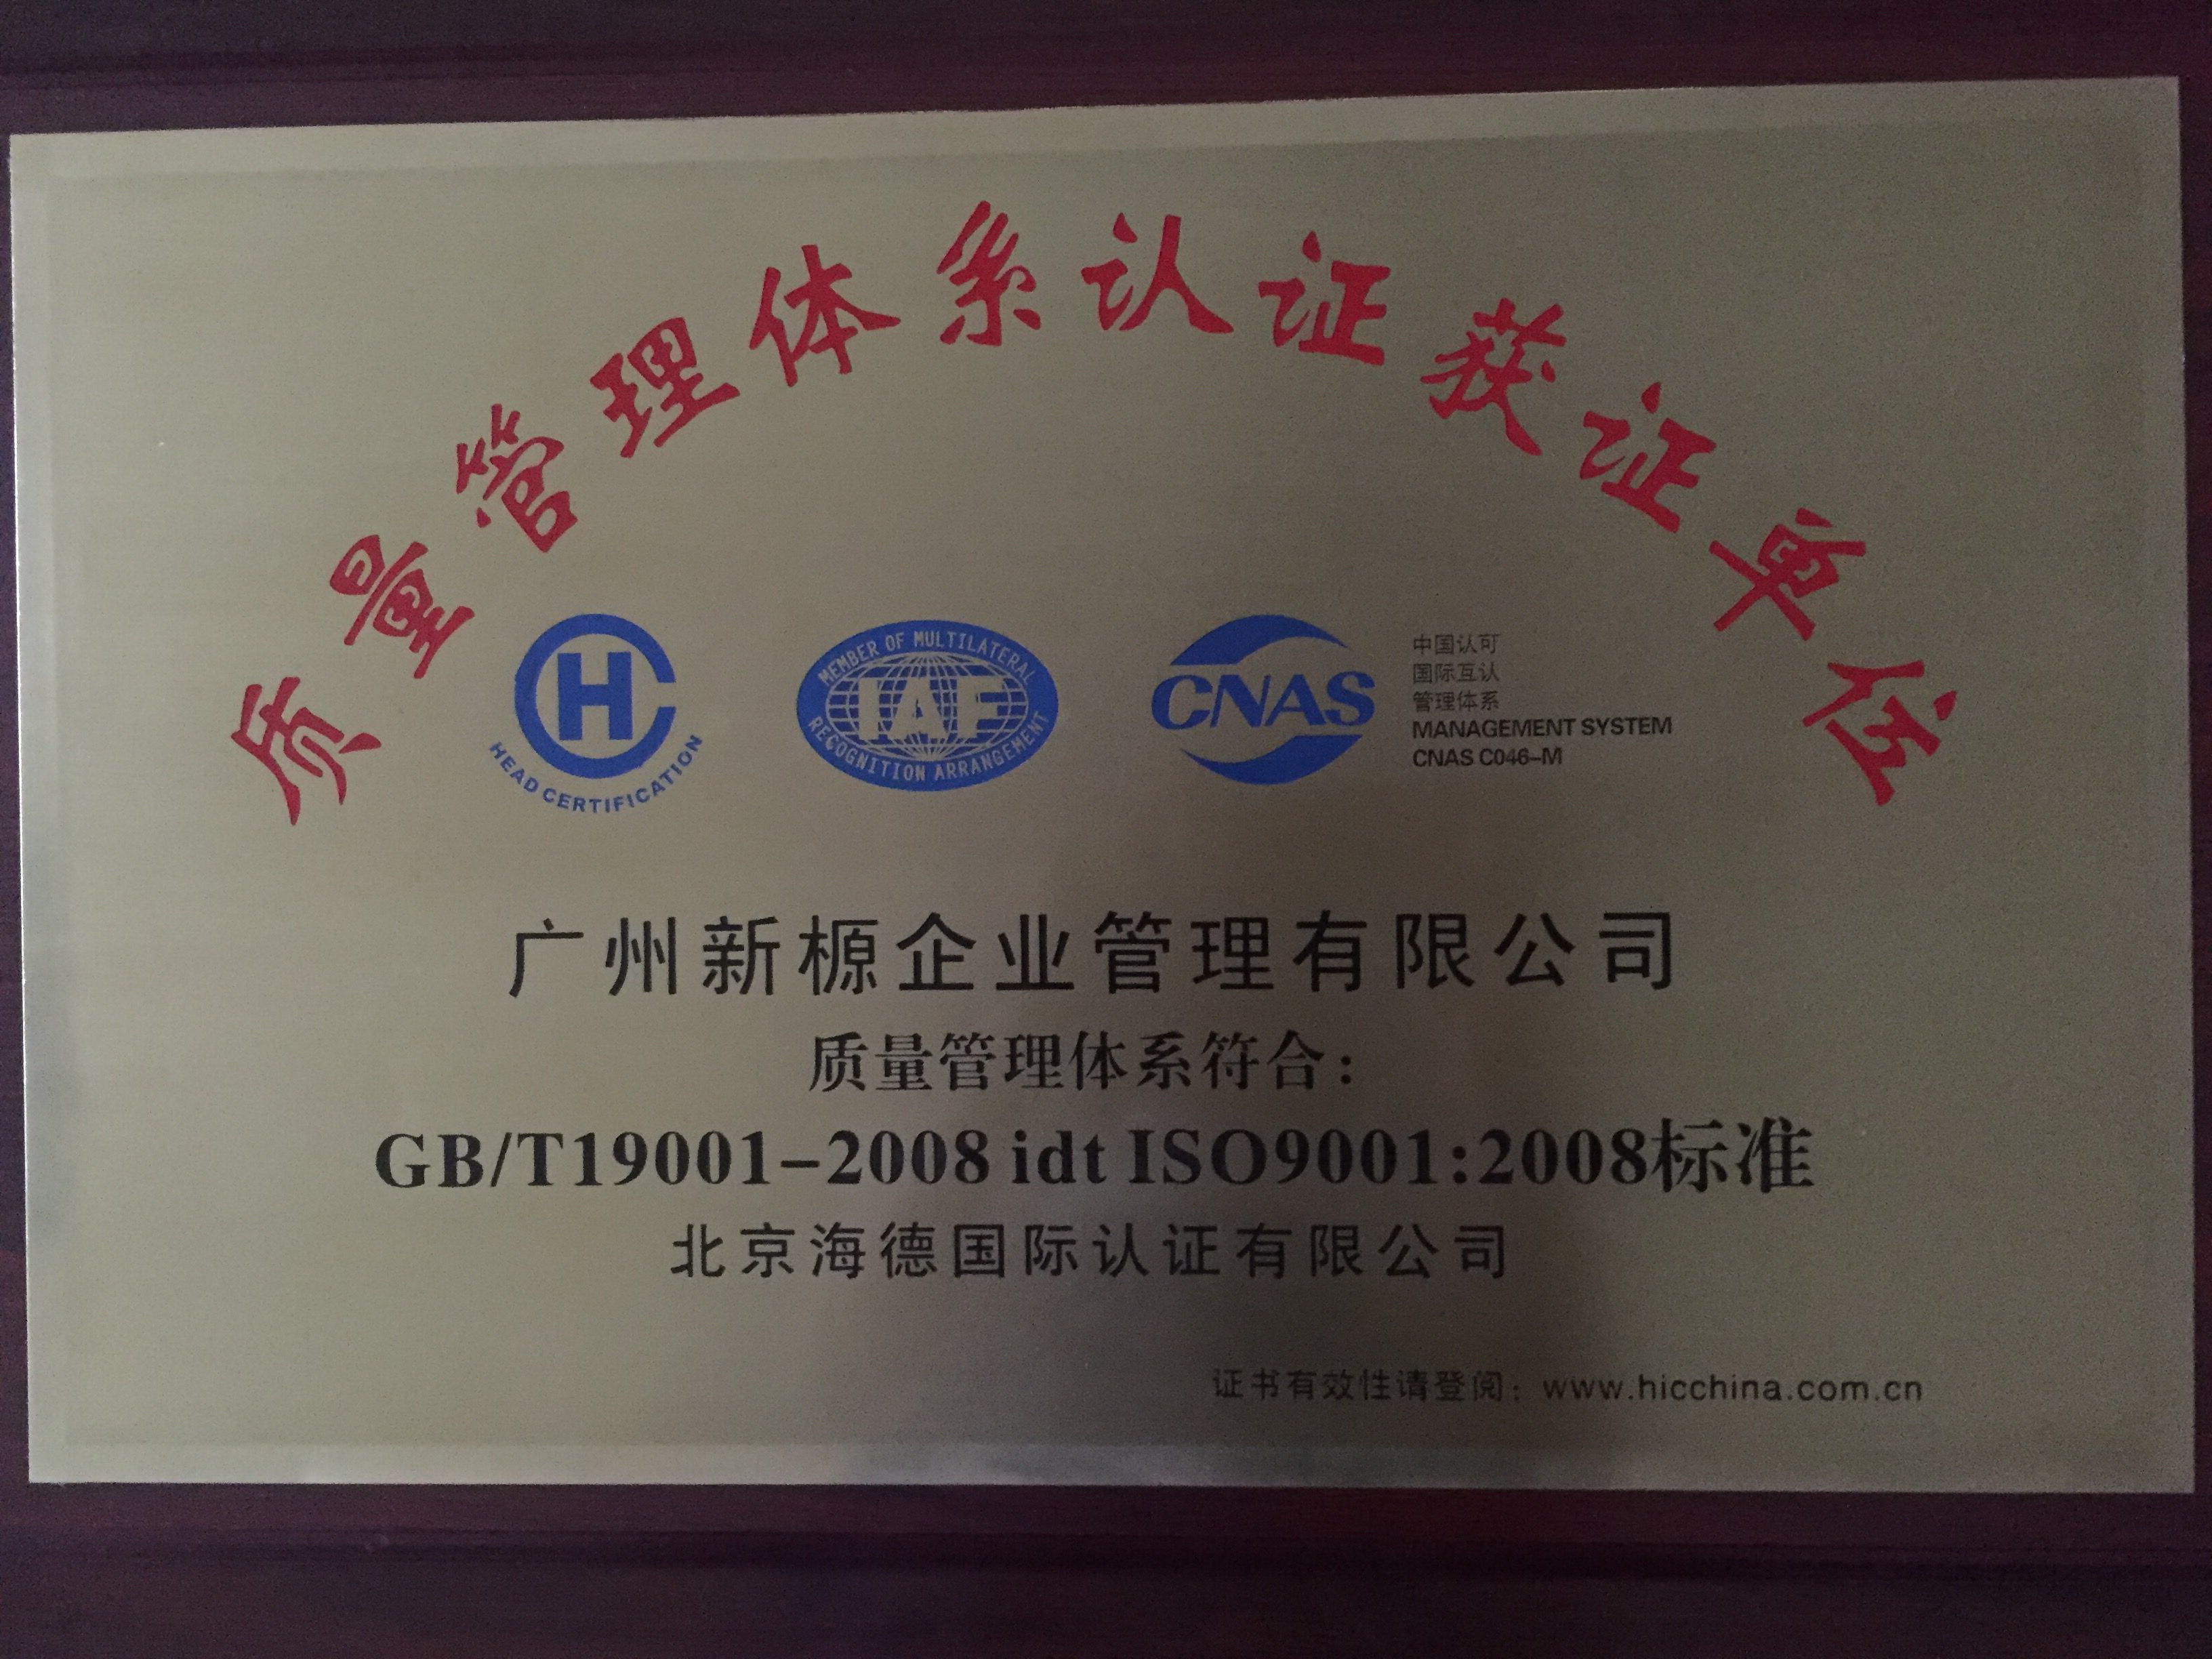 质量管理体系认证获证单位
HC
HEAD CERTIFICATION
MEMBER OF MULTILATERAL
IAF
RECOGNITION ARRANGEMENT
CNAS
中国认可
国际互认
管理体系
MANAGEMENT SYSTEM
CNAS C046-M
广州新榞企业管理有限公司
质量管理体系符合：
GB/T19001-2008 idt ISO9001:2008标准
北京海德国际认证有限公司
证书有效性请登阅：www.hicchina.com.cn